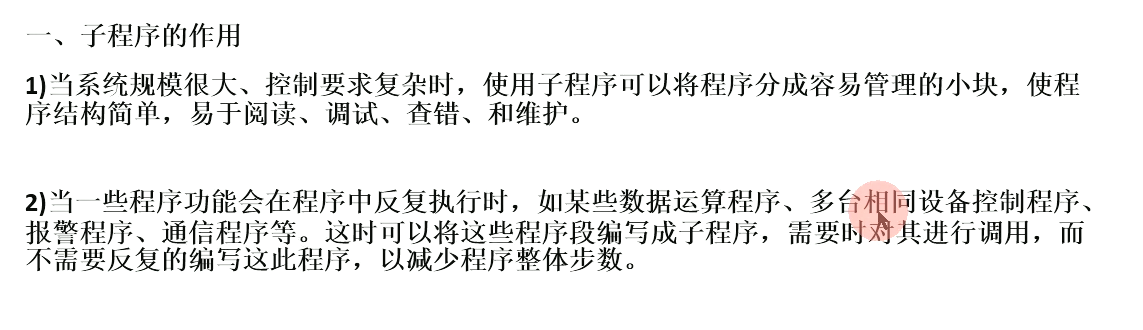 一、子程序的作用
1)当系统规模很大、控制要求复杂时，使用子程序可以将程序分成容易管理的小块，使程
序结构简单，易于阅读、调试、查错、和维护。
2)当一些程序功能会在程序中反复执行时，如某些数据运算程序、多台相同设备控制程序、
报警程序、通信程序等。这时可以将这些程序段编写成子程序，需要时对其进行调用，而
不需要反复的编写这此程序，以减少程序整体步数。